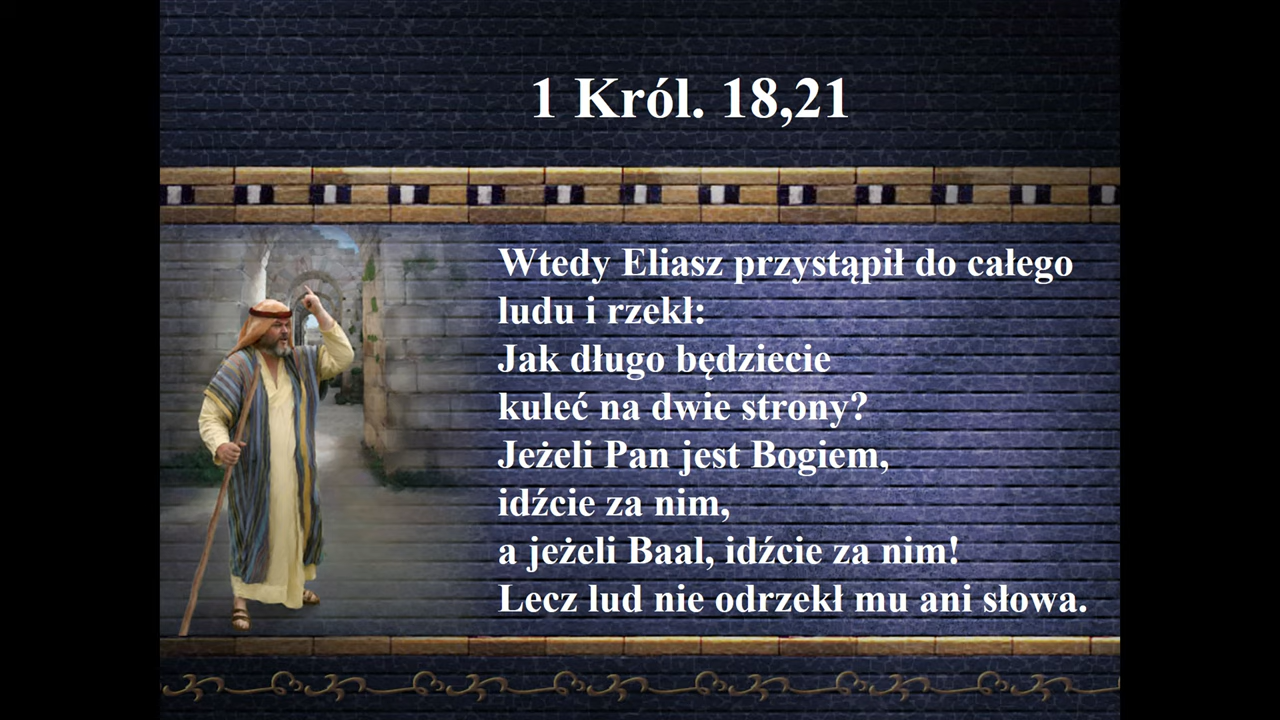 1 Król. 18,21
Wtedy Eliasz przystąpił do całego
ludu i rzekł:
Jak długo będziecie
kuleć na dwie strony?
Jeżeli Pan jest Bogiem,
idźcie za nim,
a jeżeli Baal, idźcie za nim!
Lecz lud nie odrzekł mu ani słowa.